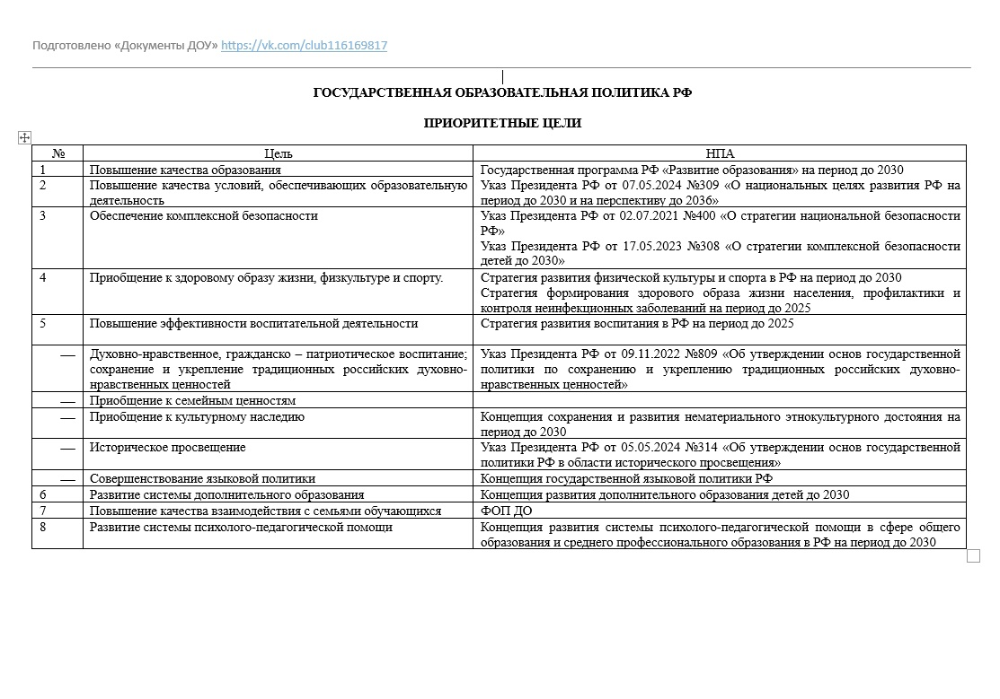 Подготовлено «Документы ДОУ» https://vk.com/club116169817
ГОСУДАРСТВЕННАЯ ОБРАЗОВАТЕЛЬНАЯ ПОЛИТИКА РФ
ПРИОРИТЕТНЫЕ ЦЕЛИ
№ Цель НПА
1 Повышение качества образования Государственная программа РФ «Развитие образования» на период до 2030
2 Повышение качества условий, обеспечивающих образовательную Указ Президента РФ от 07.05.2024 №309 «О национальных целях развития РФ на
деятельность период до 2030 и на перспективу до 2036»
3 Обеспечение комплексной безопасности Указ Президента РФ от 02.07.2021 №400 «О стратегии национальной безопасности
РФ»
Указ Президента РФ от 17.05.2023 №308 «О стратегии комплексной безопасности
детей до 2030»
4 Приобщение к здоровому образу жизни, физкультуре и спорту. Стратегия развития физической культуры и спорта в РФ на период до 2030
Стратегия формирования здорового образа жизни населения, профилактики и
контроля неинфекционных заболеваний на период до 2025
5 Повышение эффективности воспитательной деятельности Стратегия развития воспитания в РФ на период до 2025
— Духовно-нравственное, гражданско – патриотическое воспитание; Указ Президента РФ от 09.11.2022 №809 «Об утверждении основ государственной
сохранение и укрепление традиционных российских духовно- политики по сохранению и укреплению традиционных российских духовно-
нравственных ценностей нравственных ценностей»
— Приобщение к семейным ценностям
— Приобщение к культурному наследию Концепция сохранения и развития нематериального этнокультурного достояния на
период до 2030
— Историческое просвещение Указ Президента РФ от 05.05.2024 №314 «Об утверждении основ государственной
политики РФ в области исторического просвещения»
— Совершенствование языковой политики Концепция государственной языковой политики РФ
6 Развитие системы дополнительного образования Концепция развития дополнительного образования детей до 2030
7 Повышение качества взаимодействия с семьями обучающихся ФОП ДО
8 Развитие системы психолого-педагогической помощи Концепция развития системы психолого-педагогической помощи в сфере общего
образования и среднего профессионального образования в РФ на период до 2030